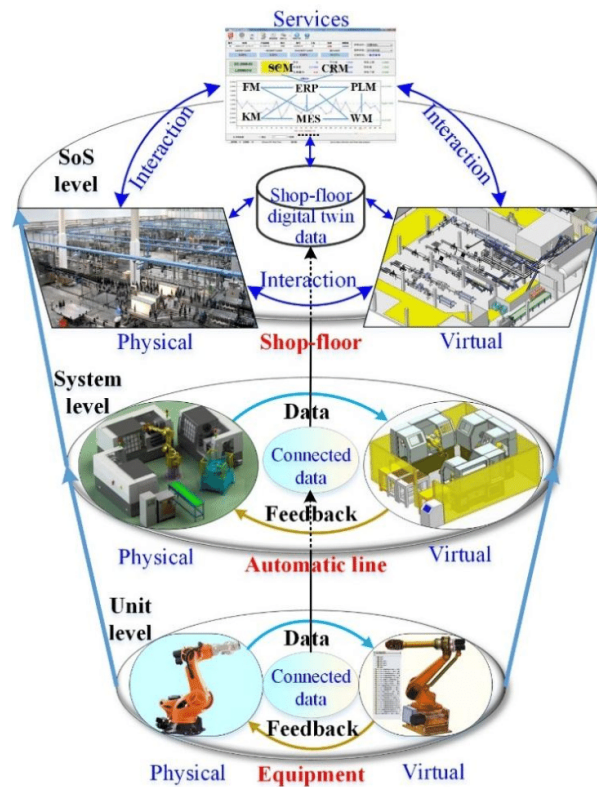 Services
SCM CRM
FM ERP PLM
KM MES WM
Interaction
Interaction
SoS
level
Shop-floor
digital twin
data
Interaction
Physical
Shop-floor
Virtual
System
level
Data
Connected
data
Feedback
Physical
Automatic line
Virtual
Unit
level
Data
Connected
data
Feedback
Physical
Equipment
Virtual